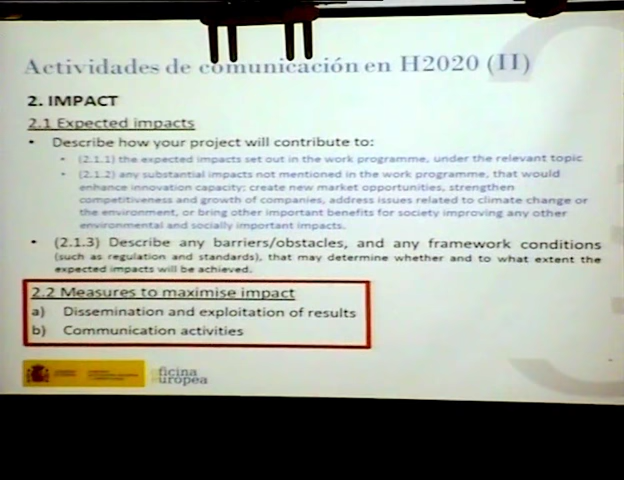 Actividades de comunicación en H2020 (II)
2. IMPACT
2.1 Expected impacts
• Describe how your project will contribute to:
• (2.1.1) the expected impacts set out in the work programme, under the relevant topic
• (2.1.2) any substantial impacts not mentioned in the work programme, that would
enhance innovation capacity; create new market opportunities, strengthen
competitiveness and growth of companies, address issues related to climate change or
the environment, or bring other important benefits for society improving any other
environmental and socially important impacts.
• (2.1.3) Describe any barriers/obstacles, and any framework conditions
(such as regulation and standards), that may determine whether and to what extent the
expected impacts will be achieved.
2.2 Measures to maximise impact
a) Dissemination and exploitation of results
b) Communication activities
ficina
uropea